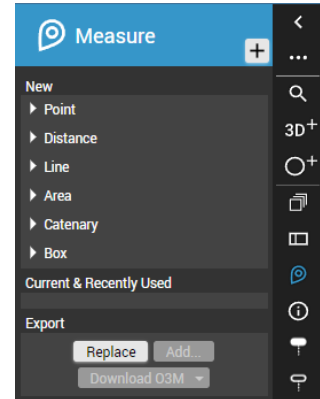 Measure
+
New
Point
Distance
Line
Area
Catenary
Box
Current & Recently Used
Export
Replace Add...
Download O3M
3D+